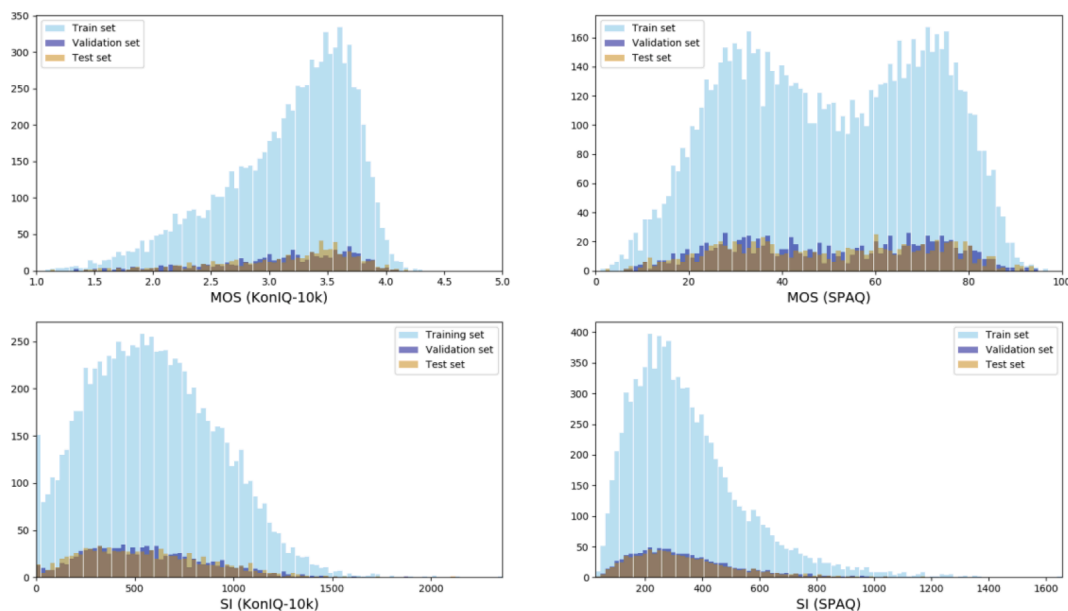 350
300
250
200
150
100
50
0
1.0 1.5 2.0 2.5 3.0 3.5 4.0 4.5 5.0
MOS (KonIQ-10k)
Train set
Validation set
Test set
160
140
120
100
80
60
40
20
0
0 20 40 60 80 100
MOS (SPAQ)
Train set
Validation set
Test set
250
200
150
100
50
0
0 500 1000 1500 2000
SI (KonIQ-10k)
Training set
Validation set
Test set
400
350
300
250
200
150
100
50
0
200 400 600 800 1000 1200 1400 1600
SI (SPAQ)
Train set
Validation set
Test set